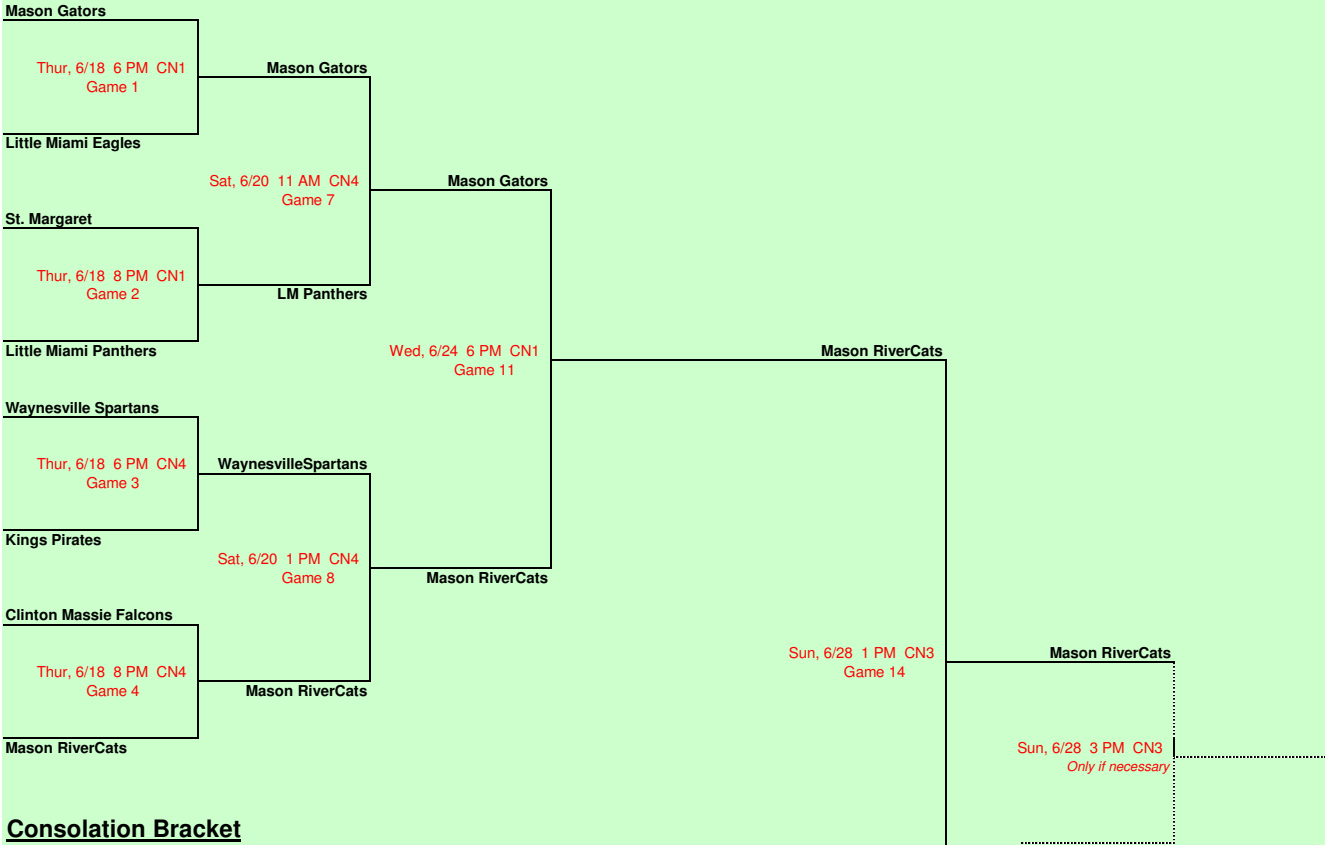 Mason Gators
Thur, 6/18 6 PM CN1
Game 1
Mason Gators
Little Miami Eagles
Sat, 6/20 11 AM CN4
Game 7
Mason Gators
St. Margaret
Thur, 6/18 8 PM CN1
Game 2
LM Panthers
Little Miami Panthers
Wed, 6/24 6 PM CN1
Game 11
Mason RiverCats
Waynesville Spartans
Thur, 6/18 6 PM CN4
Game 3
WaynesvilleSpartans
Kings Pirates
Sat, 6/20 1 PM CN4
Game 8
Mason RiverCats
Clinton Massie Falcons
Thur, 6/18 8 PM CN4
Game 4
Mason RiverCats
Sun, 6/28 1 PM CN3
Game 14
Mason RiverCats
Mason RiverCats
Sun, 6/28 3 PM CN3
Only if necessary
Consolation Bracket